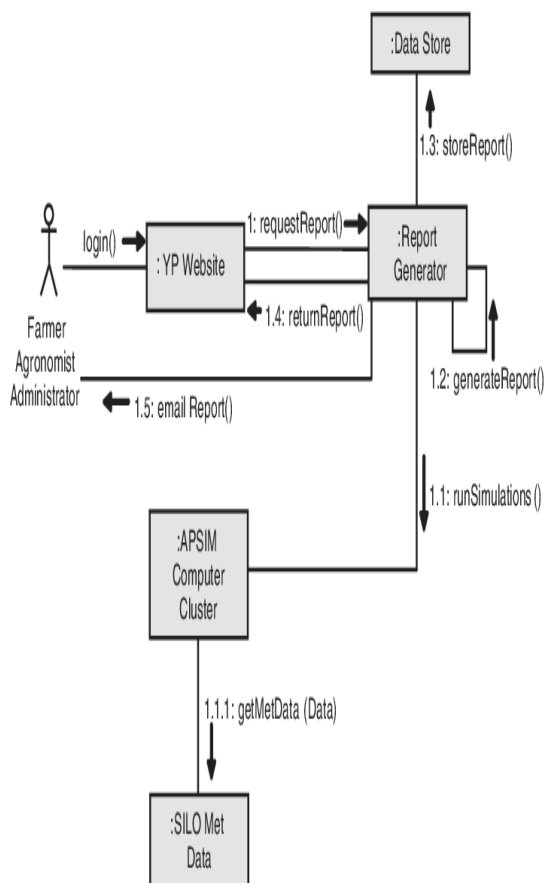 :Data Store
1.3: storeReport()
1: requestReport()
login()
: YP Website
:Report
Generator
1.4: returnReport()
Farmer
Agronomist
Administrator
1.2: generateReport()
1.5: email Report()
1.1: runSimulations ()
:APSIM
Computer
Cluster
1.1.1: getMetData (Data)
:SILO Met
Data